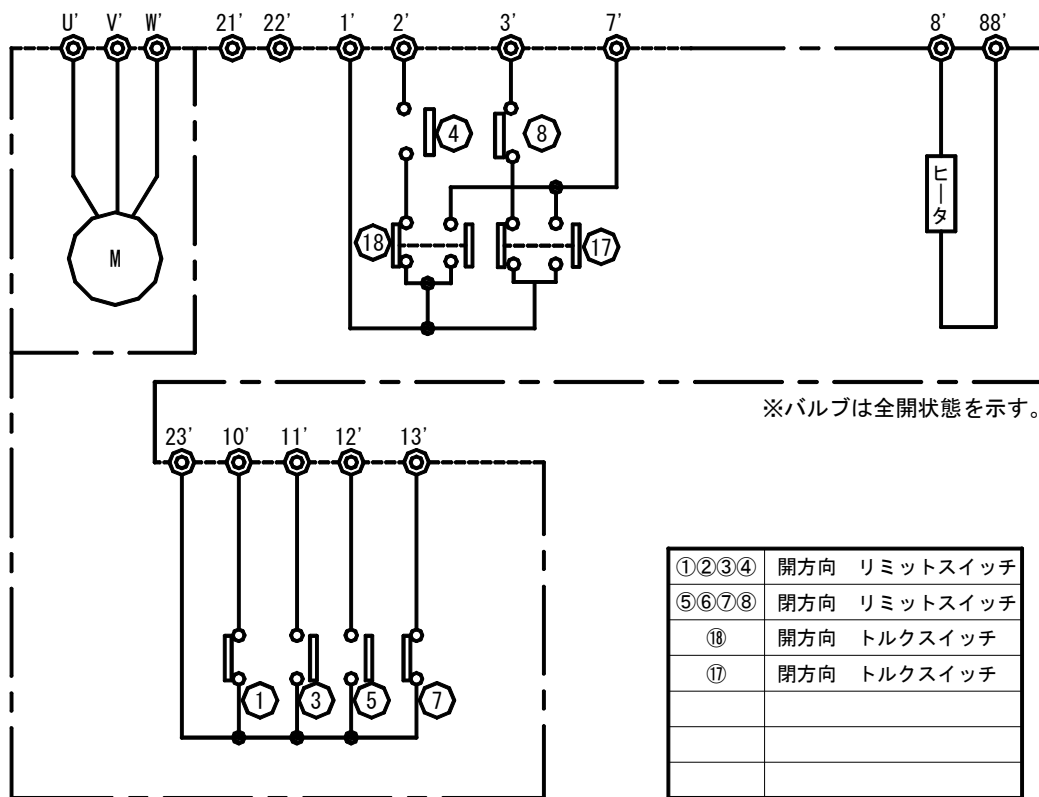 U' V' W' 21' 22' 1' 2' 3' 7' 8' 88'
4 8
ヒータ
18 17
M
※バルブは全開状態を示す。
23' 10' 11' 12' 13'
1 3 5 7
①②③④ 開方向 リミットスイッチ
⑤⑥⑦⑧ 閉方向 リミットスイッチ
⑱ 開方向 トルクスイッチ
⑰ 閉方向 トルクスイッチ